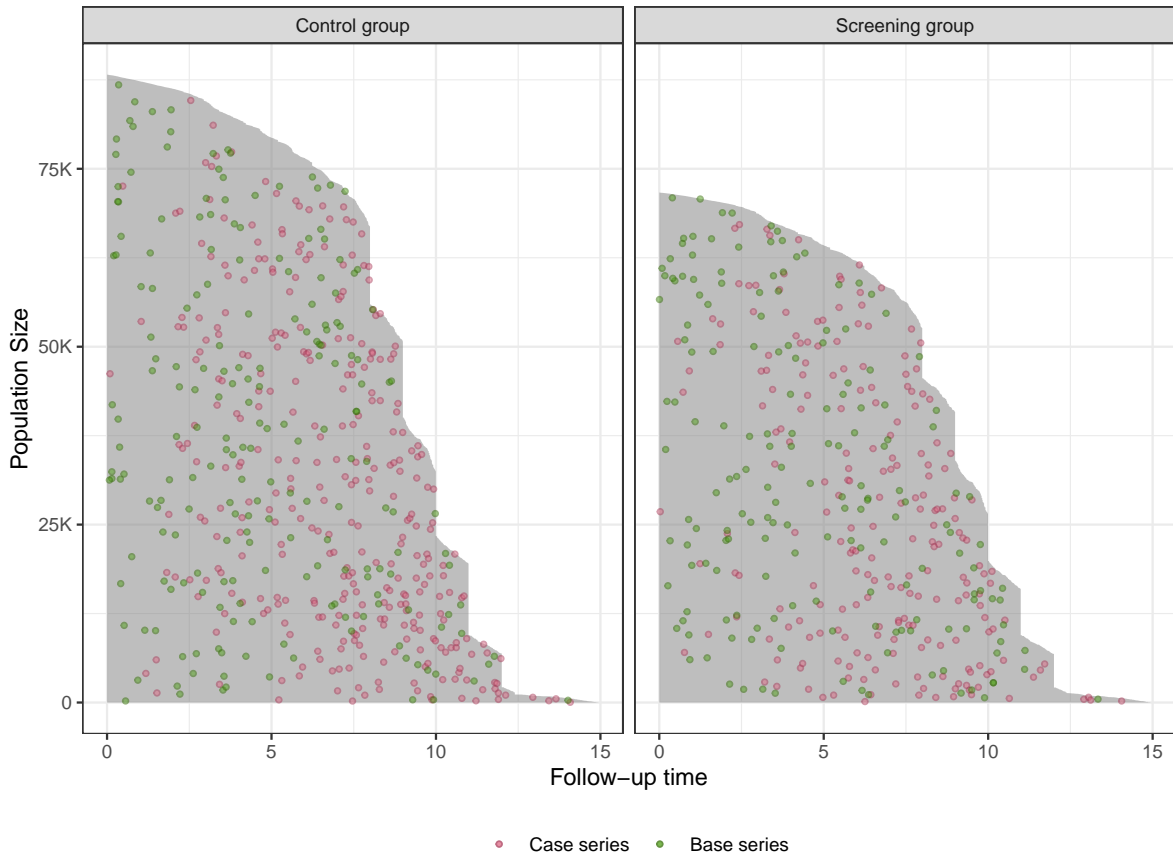 Control group
Screening group
Population Size
75K
50K
25K
0
0
5
10
15
0
5
10
15
Follow−up time
Case series
Base series